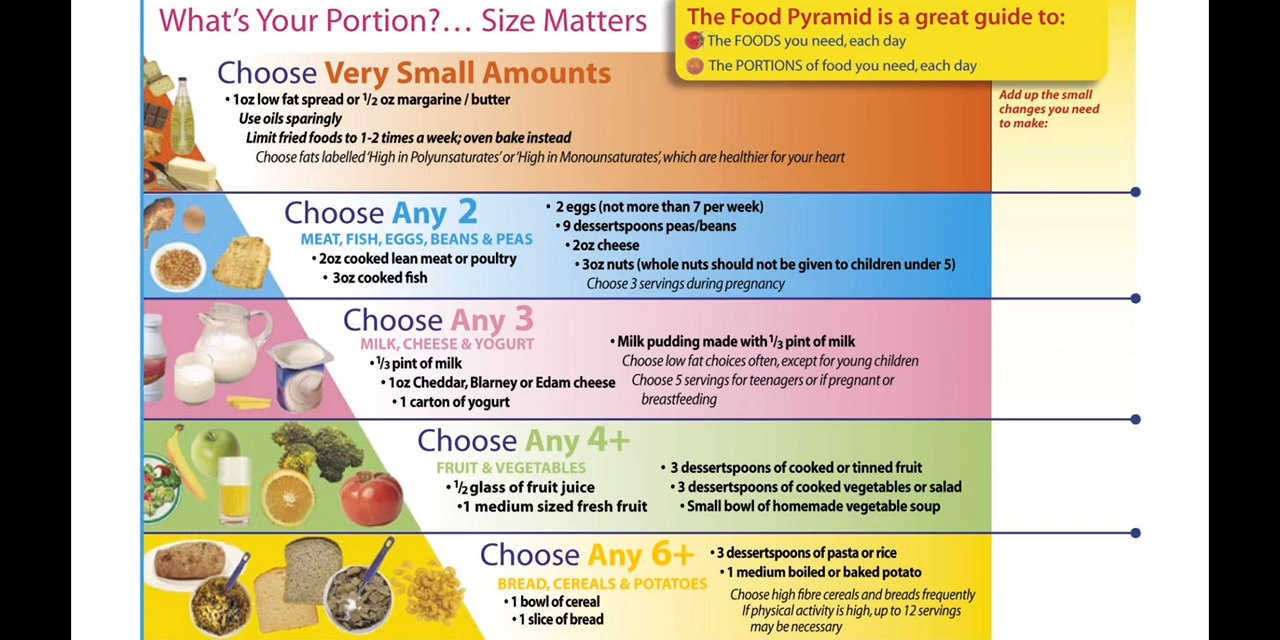 What's Your Portion?... Size Matters
The Food Pyramid is a great guide to:
The FOODS you need, each day
The PORTIONS of food you need, each day
Add up the small
changes you need
to make:
Choose Very Small Amounts
• 1oz low fat spread or 1/2 oz margarine / butter
Use oils sparingly
Limit fried foods to 1-2 times a week; oven bake instead
Choose fats labelled 'High in Polyunsaturates' or 'High in Monounsaturates', which are healthier for your heart
Choose Any 2
MEAT, FISH, EGGS, BEANS & PEAS
• 2oz cooked lean meat or poultry
• 3oz cooked fish
• 2 eggs (not more than 7 per week)
• 9 dessertspoons peas/beans
• 2oz cheese
• 3oz nuts (whole nuts should not be given to children under 5)
Choose 3 servings during pregnancy
Choose Any 3
MILK, CHEESE & YOGURT
• 1/3 pint of milk
• 1oz Cheddar, Blarney or Edam cheese
• 1 carton of yogurt
• Milk pudding made with 1/3 pint of milk
Choose low fat choices often, except for young children
Choose 5 servings for teenagers or if pregnant or
breastfeeding
Choose Any 4+
FRUIT & VEGETABLES
• 1/2 glass of fruit juice
•1 medium sized fresh fruit
• 3 dessertspoons of cooked or tinned fruit
• 3 dessertspoons of cooked vegetables or salad
• Small bowl of homemade vegetable soup
Choose Any 6+
BREAD, CEREALS & POTATOES
• 1 bowl of cereal
• 1 slice of bread
• 3 dessertspoons of pasta or rice
• 1 medium boiled or baked potato
Choose high fibre cereals and breads frequently
If physical activity is high, up to 12 servings
may be necessary